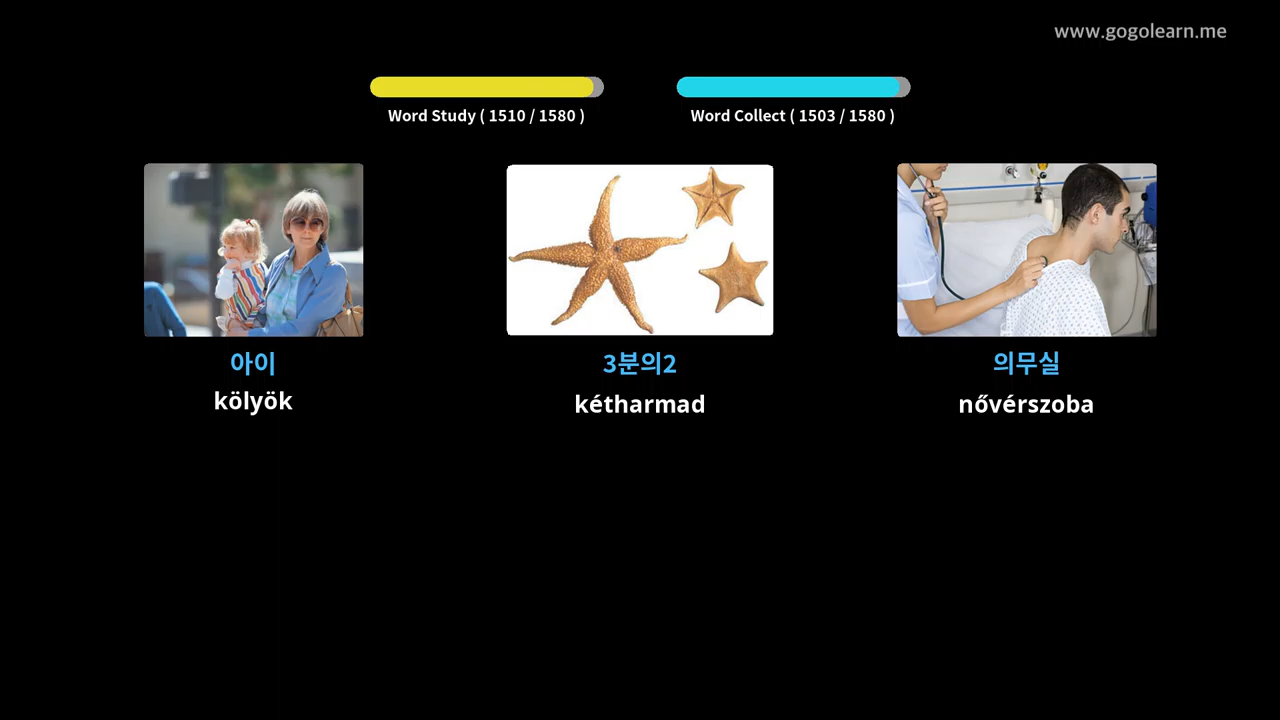 www.gogolearn.me
Word Study ( 1510 / 1580 )
Word Collect ( 1503 / 1580 )
아이
kölyök
3분의2
kétharmad
의무실
nővérszoba